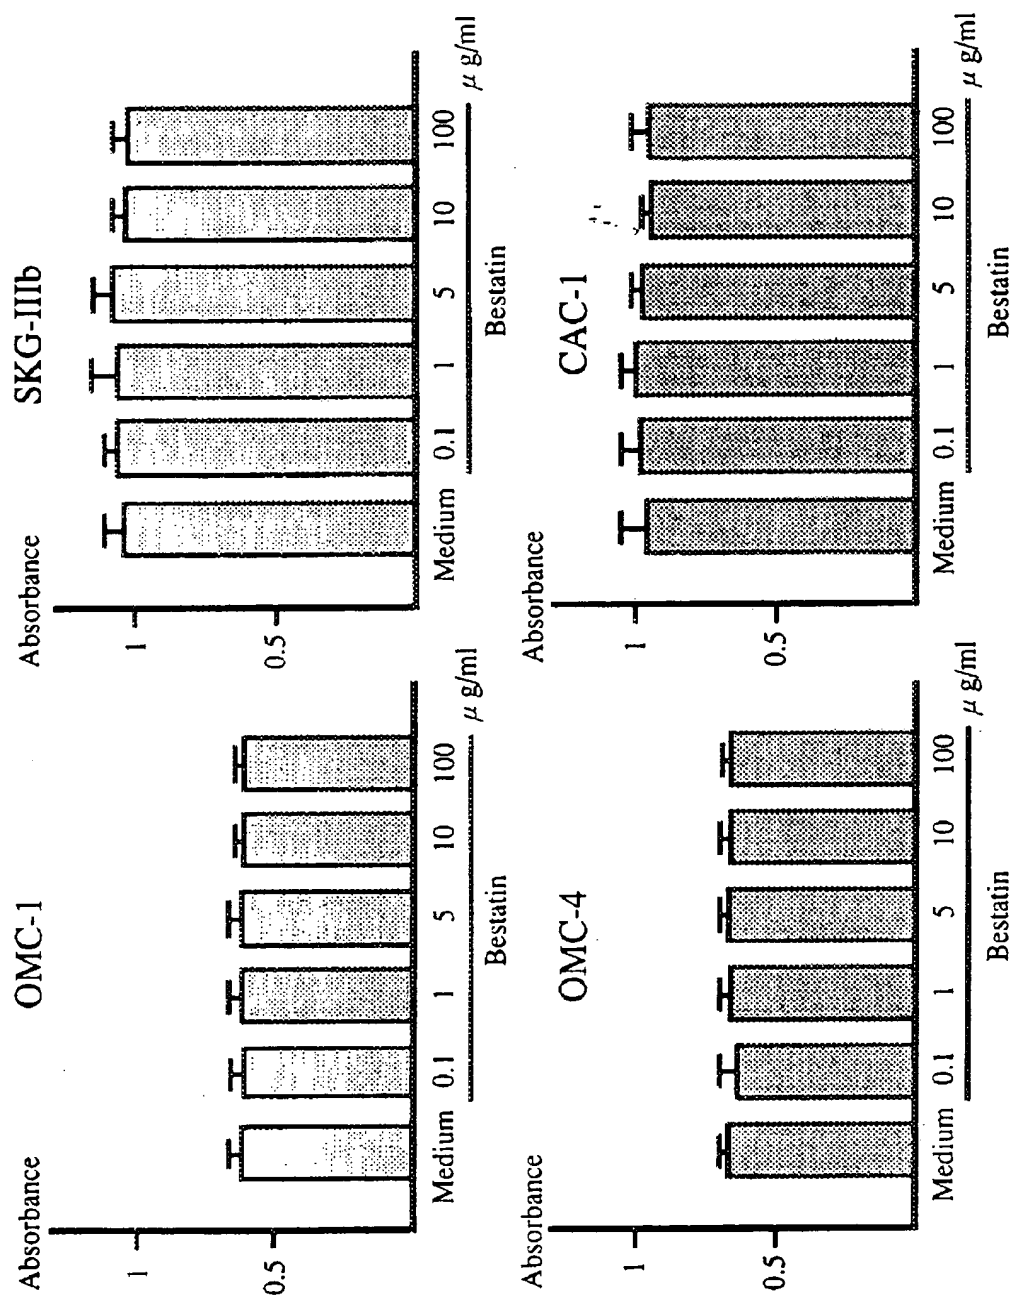 OMC-1
Absorbance
1
0.5
Medium 0.1 1 5 10 100 μ g/ml
Bestatin
SKG-IIIb
Absorbance
1
0.5
Medium 0.1 1 5 10 100 μ g/ml
Bestatin
OMC-4
Absorbance
1
0.5
Medium 0.1 1 5 10 100 μ g/ml
Bestatin
CAC-1
Absorbance
1
0.5
Medium 0.1 1 5 10 100 μ g/ml
Bestatin